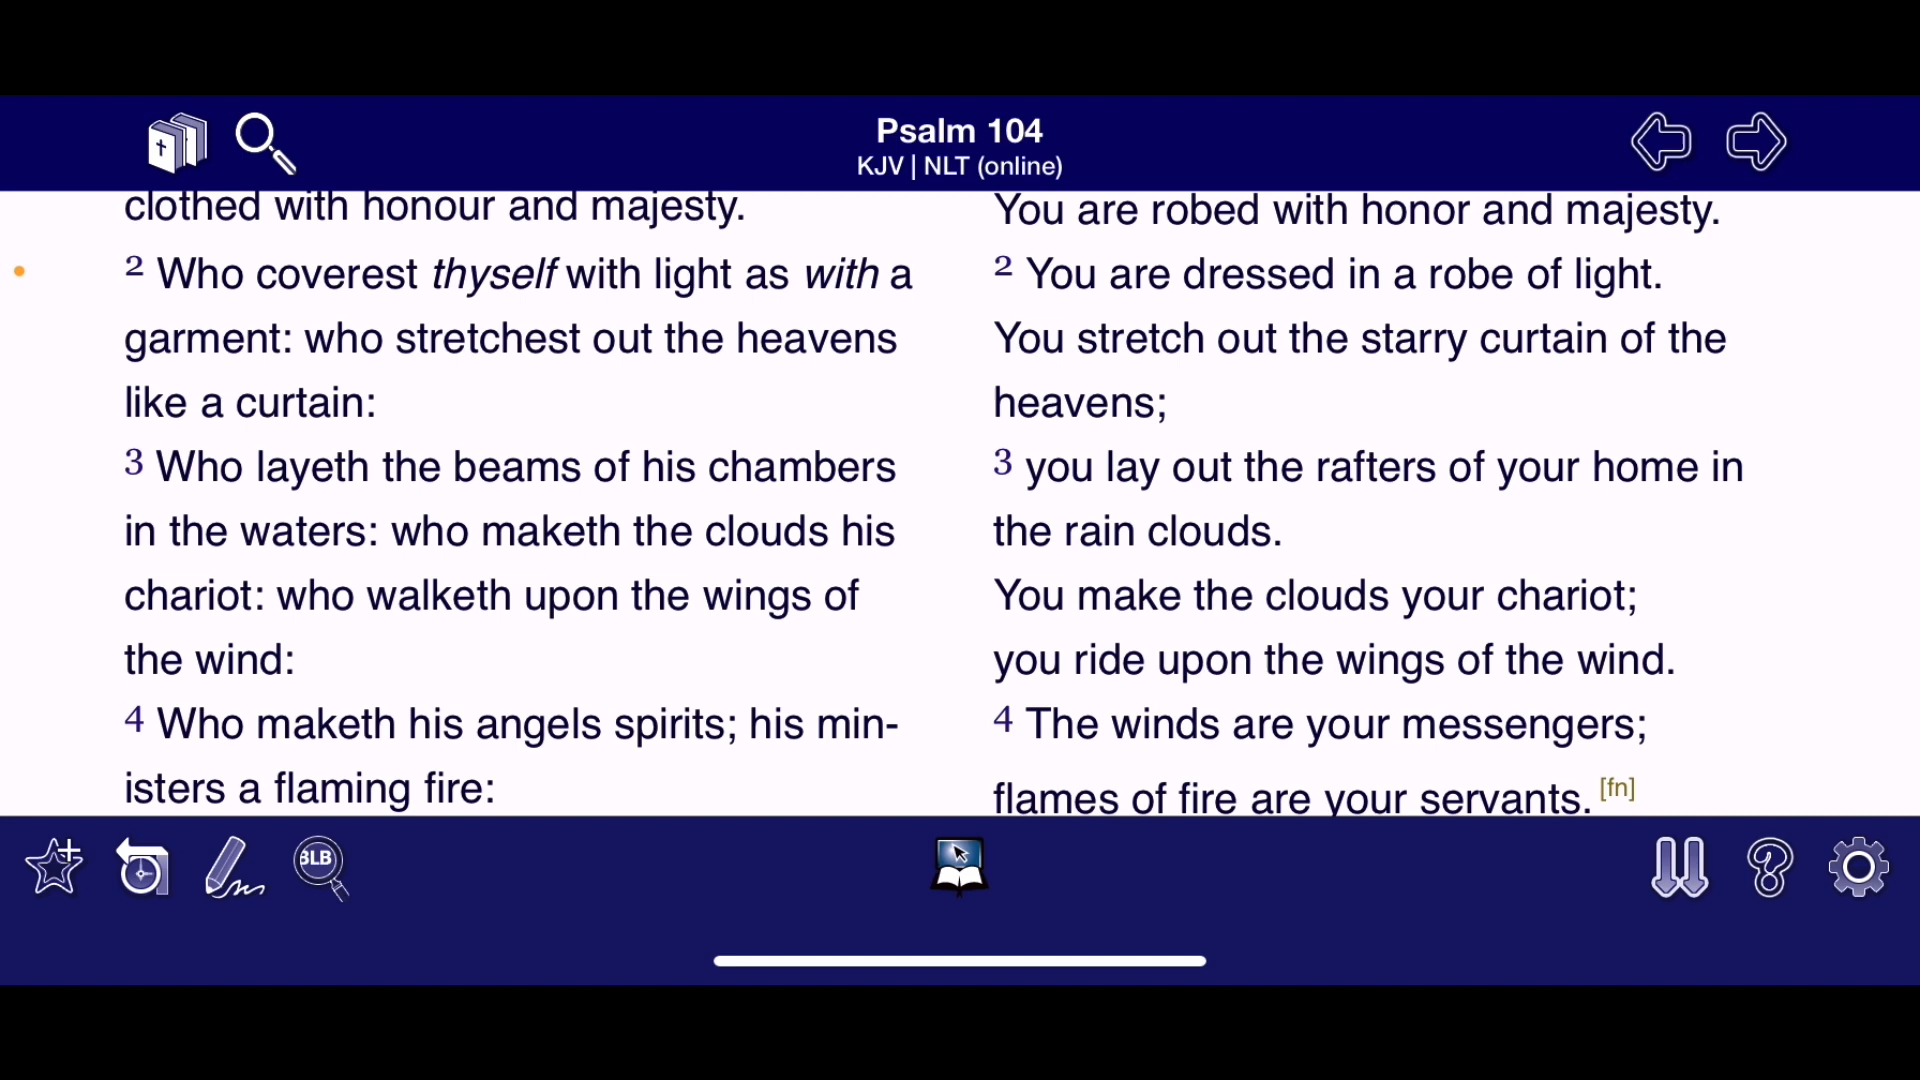 Psalm 104
KJV | NLT (online)
clothed with honour and majesty.
2 Who coverest thyself with light as with a
garment: who stretchest out the heavens
like a curtain:
3 Who layeth the beams of his chambers
in the waters: who maketh the clouds his
chariot: who walketh upon the wings of
the wind:
4 Who maketh his angels spirits; his min-
isters a flaming fire:
You are robed with honor and majesty.
2 You are dressed in a robe of light.
You stretch out the starry curtain of the
heavens;
3 you lay out the rafters of your home in
the rain clouds.
You make the clouds your chariot;
you ride upon the wings of the wind.
4 The winds are your messengers;
flames of fire are your servants. [fn]
BLB